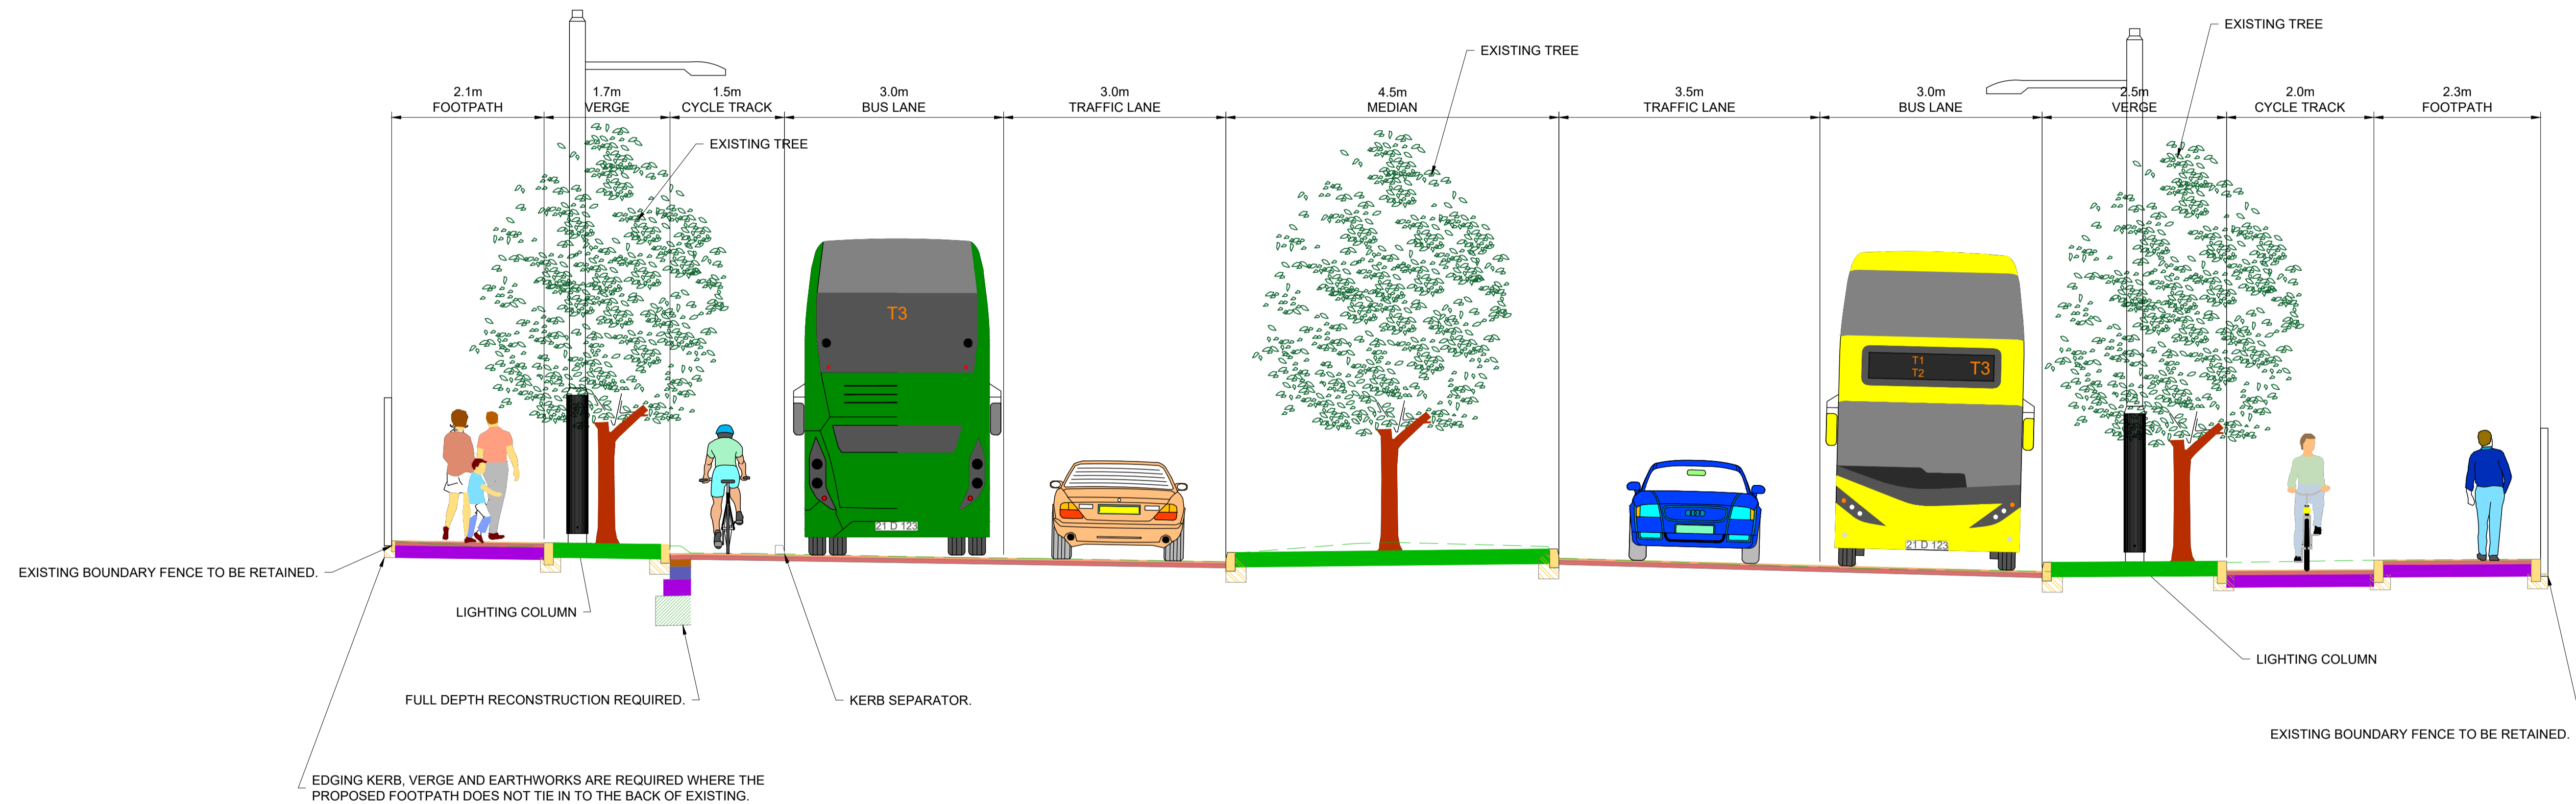 EXISTING TREE
EXISTING TREE
2.1m
FOOTPATH
1.7m
VERGE
1.5m
CYCLE TRACK
3.0m
BUS LANE
3.0m
TRAFFIC LANE
4.5m
MEDIAN
3.5m
TRAFFIC LANE
3.0m
BUS LANE
2.5m
VERGE
2.0m
CYCLE TRACK
2.3m
FOOTPATH
EXISTING TREE
T3
T1
T2
T3
21 D 123
21 D 123
EXISTING BOUNDARY FENCE TO BE RETAINED.
LIGHTING COLUMN
LIGHTING COLUMN
FULL DEPTH RECONSTRUCTION REQUIRED.
KERB SEPARATOR.
EXISTING BOUNDARY FENCE TO BE RETAINED.
EDGING KERB, VERGE AND EARTHWORKS ARE REQUIRED WHERE THE
PROPOSED FOOTPATH DOES NOT TIE IN TO THE BACK OF EXISTING.